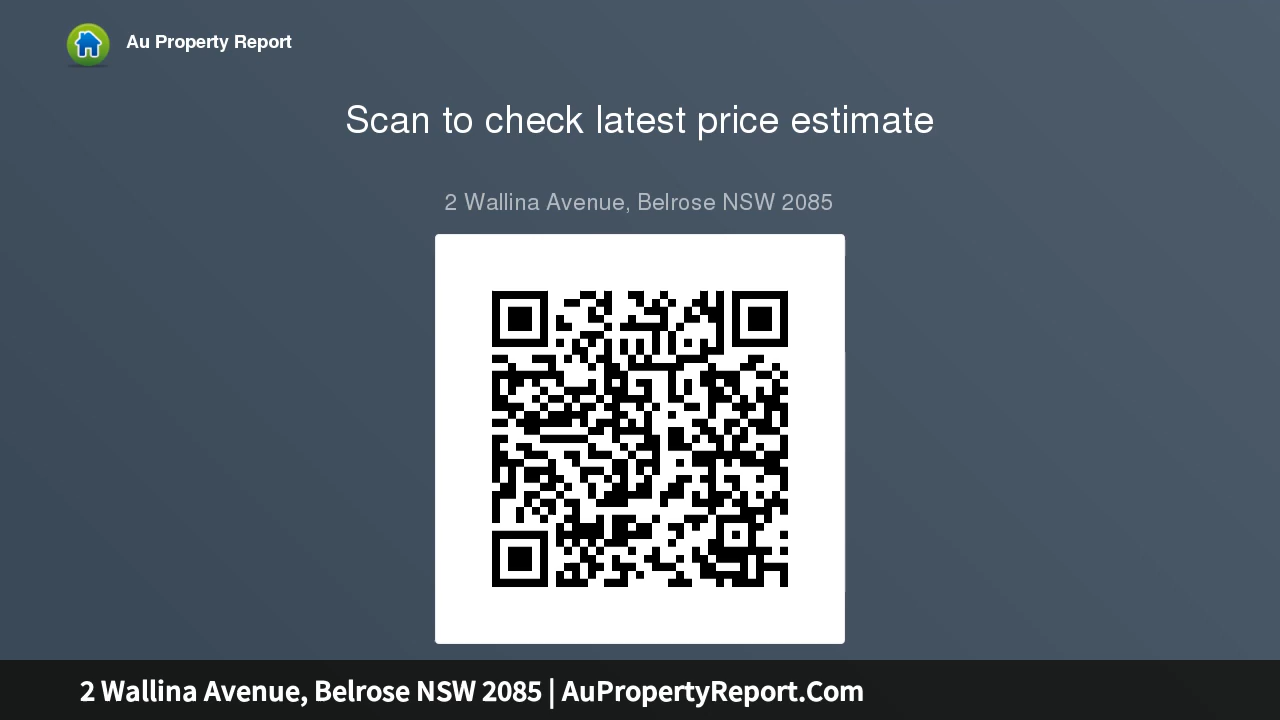 Au Property Report
Scan to check latest price estimate
2 Wallina Avenue, Belrose NSW 2085
2 Wallina Avenue, Belrose NSW 2085 | AuPropertyReport.Com